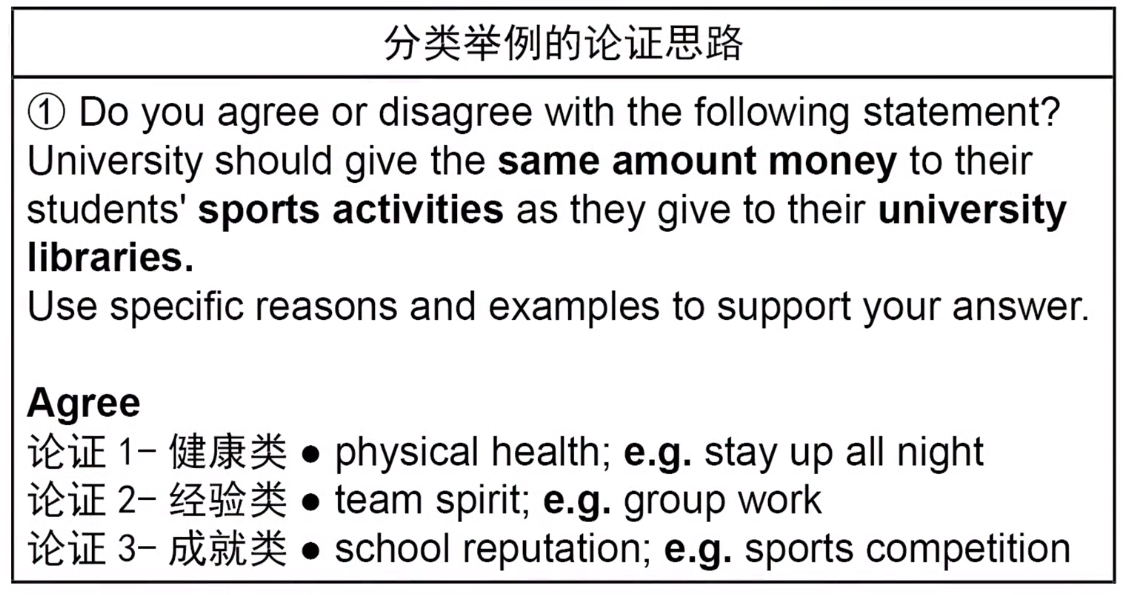 分类举例的论证思路
① Do you agree or disagree with the following statement?
University should give the same amount money to their
students' sports activities as they give to their university
libraries.
Use specific reasons and examples to support your answer.
Agree
论证 1- 健康类 ● physical health; e.g. stay up all night
论证 2- 经验类 ● team spirit; e.g. group work
论证 3- 成就类 ● school reputation; e.g. sports competition